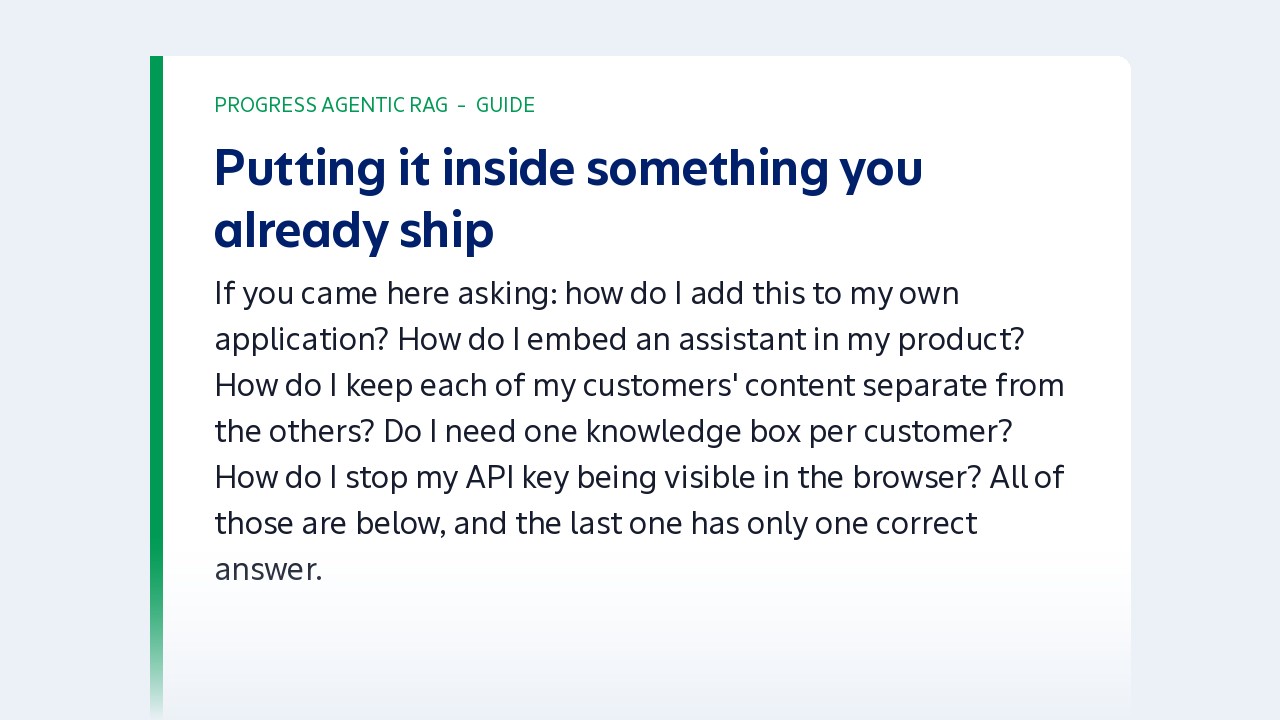 PROGRESS AGENTIC RAG - GUIDE
Putting it inside something you
already ship
If you came here asking: how do I add this to my own
application? How do I embed an assistant in my product?
How do I keep each of my customers' content separate from
the others? Do I need one knowledge box per customer?
How do I stop my API key being visible in the browser? All of
those are below, and the last one has only one correct
answer.